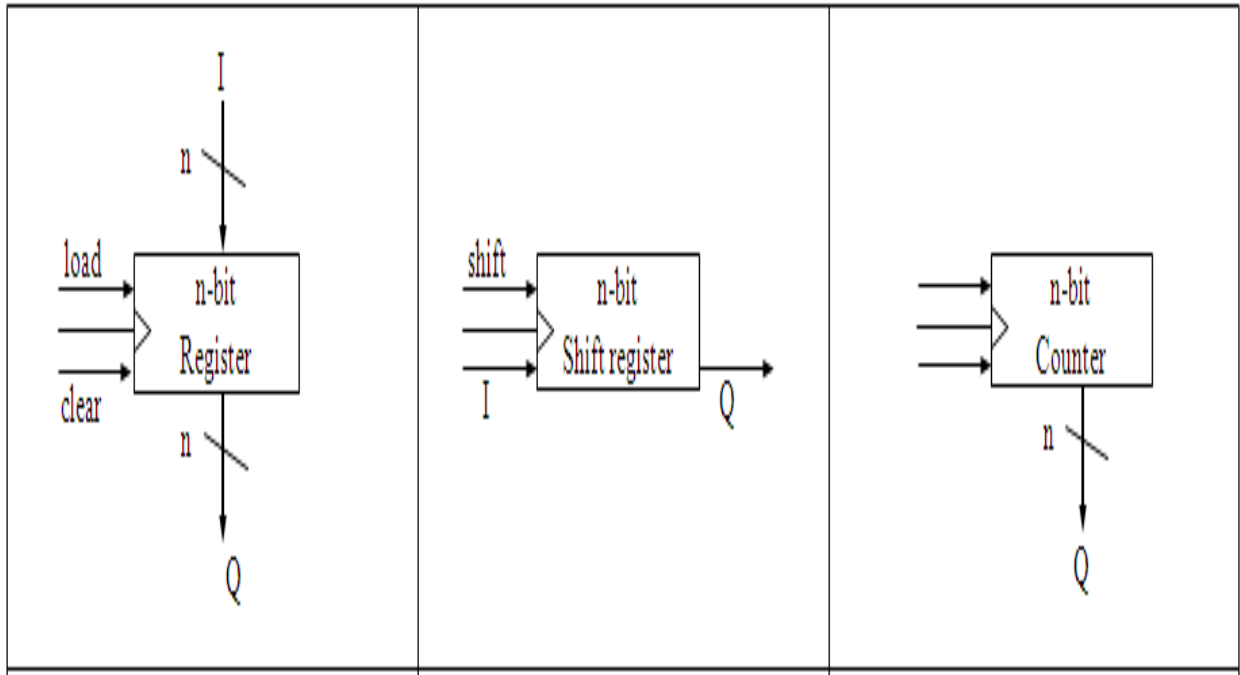 I
n
load
n-bit
Register
clear
n
Q
shift
n-bit
Shift register
I
Q
n-bit
Counter
n
Q